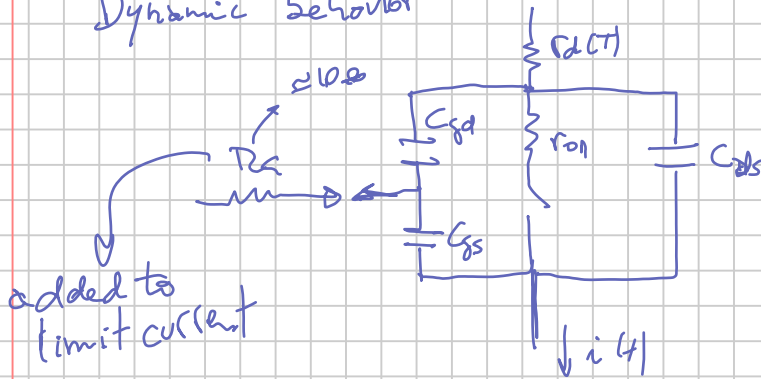 Dynamic behavior
rd(T)
≈10Ω
Cgd
ron
RG
Cds
Cgs
added to
limit current
i(t)